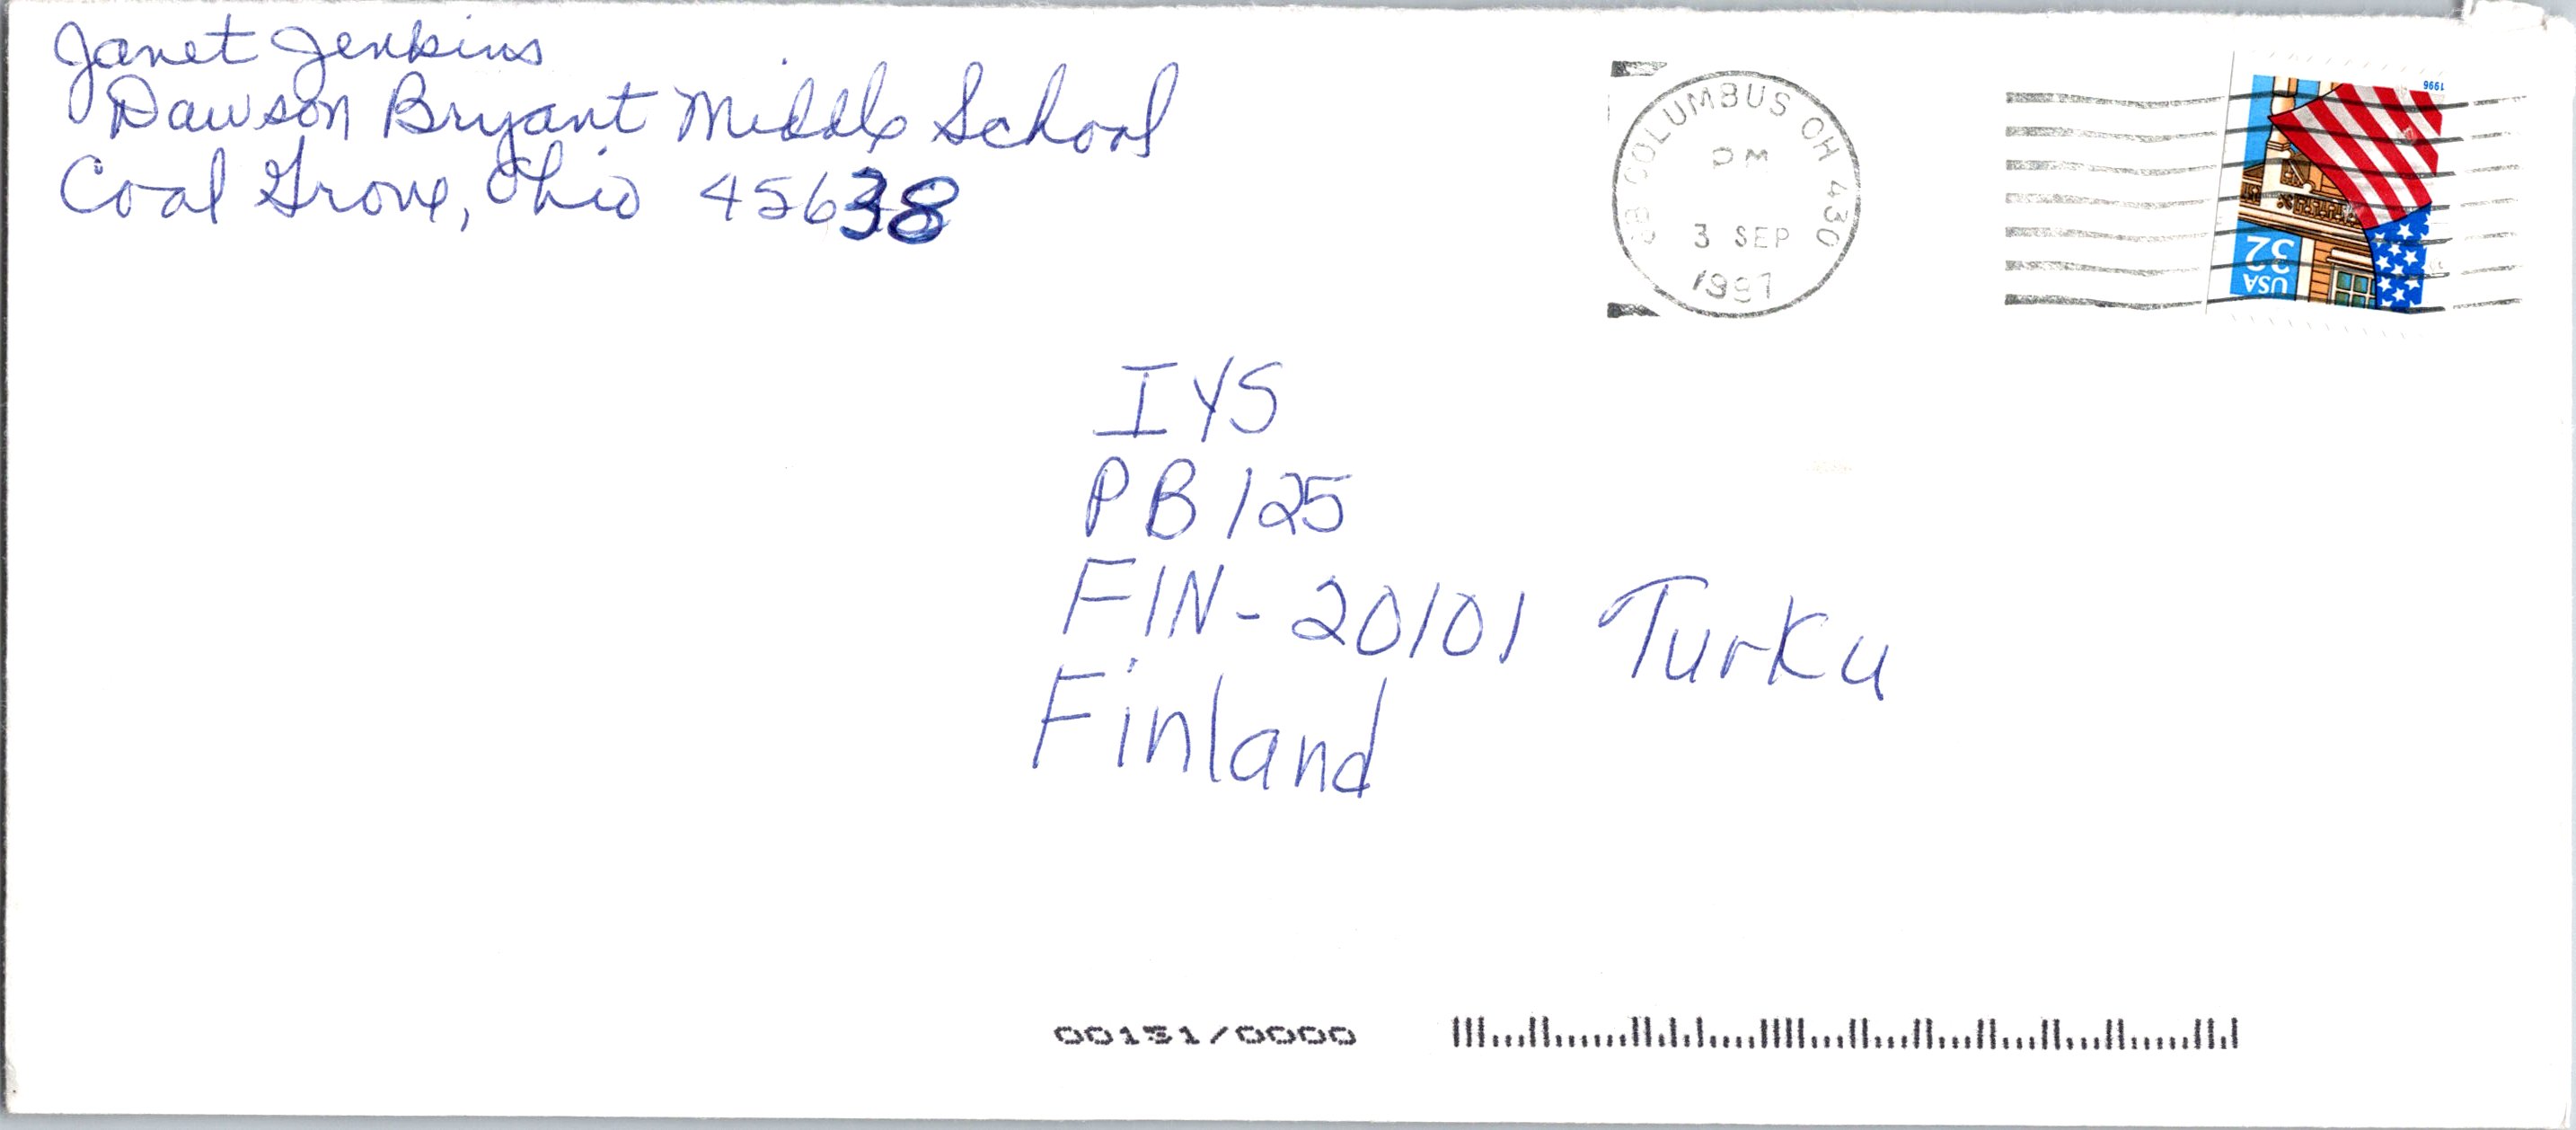 Janet Jenkins
Dawson Bryant Middle School
Coal Grove, Ohio 45638
COLUMBUS OH 430
PM
3 SEP
1997
1996
USA
32
IYS
PB 125
FIN-20101 Turku
Finland
00131/0000